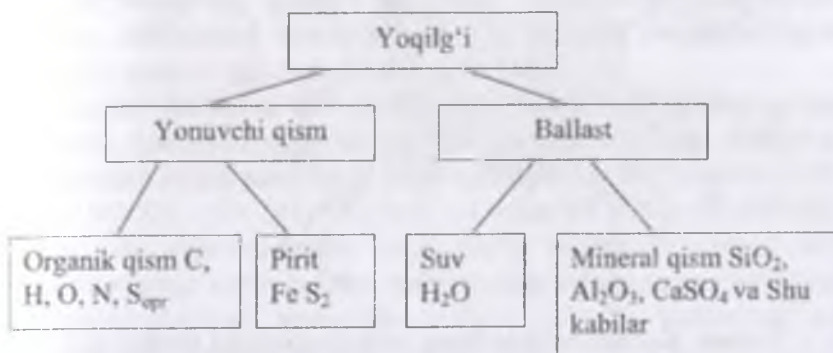 Yoqilg‘i
Yonuvchi qism
Ballast
Organik qism C,
H, O, N, Sopr
Pirit
Fe S₂
Suv
H₂O
Mineral qism SiO₂,
Al₂O₃, CaSO₄ va Shu
kabilar